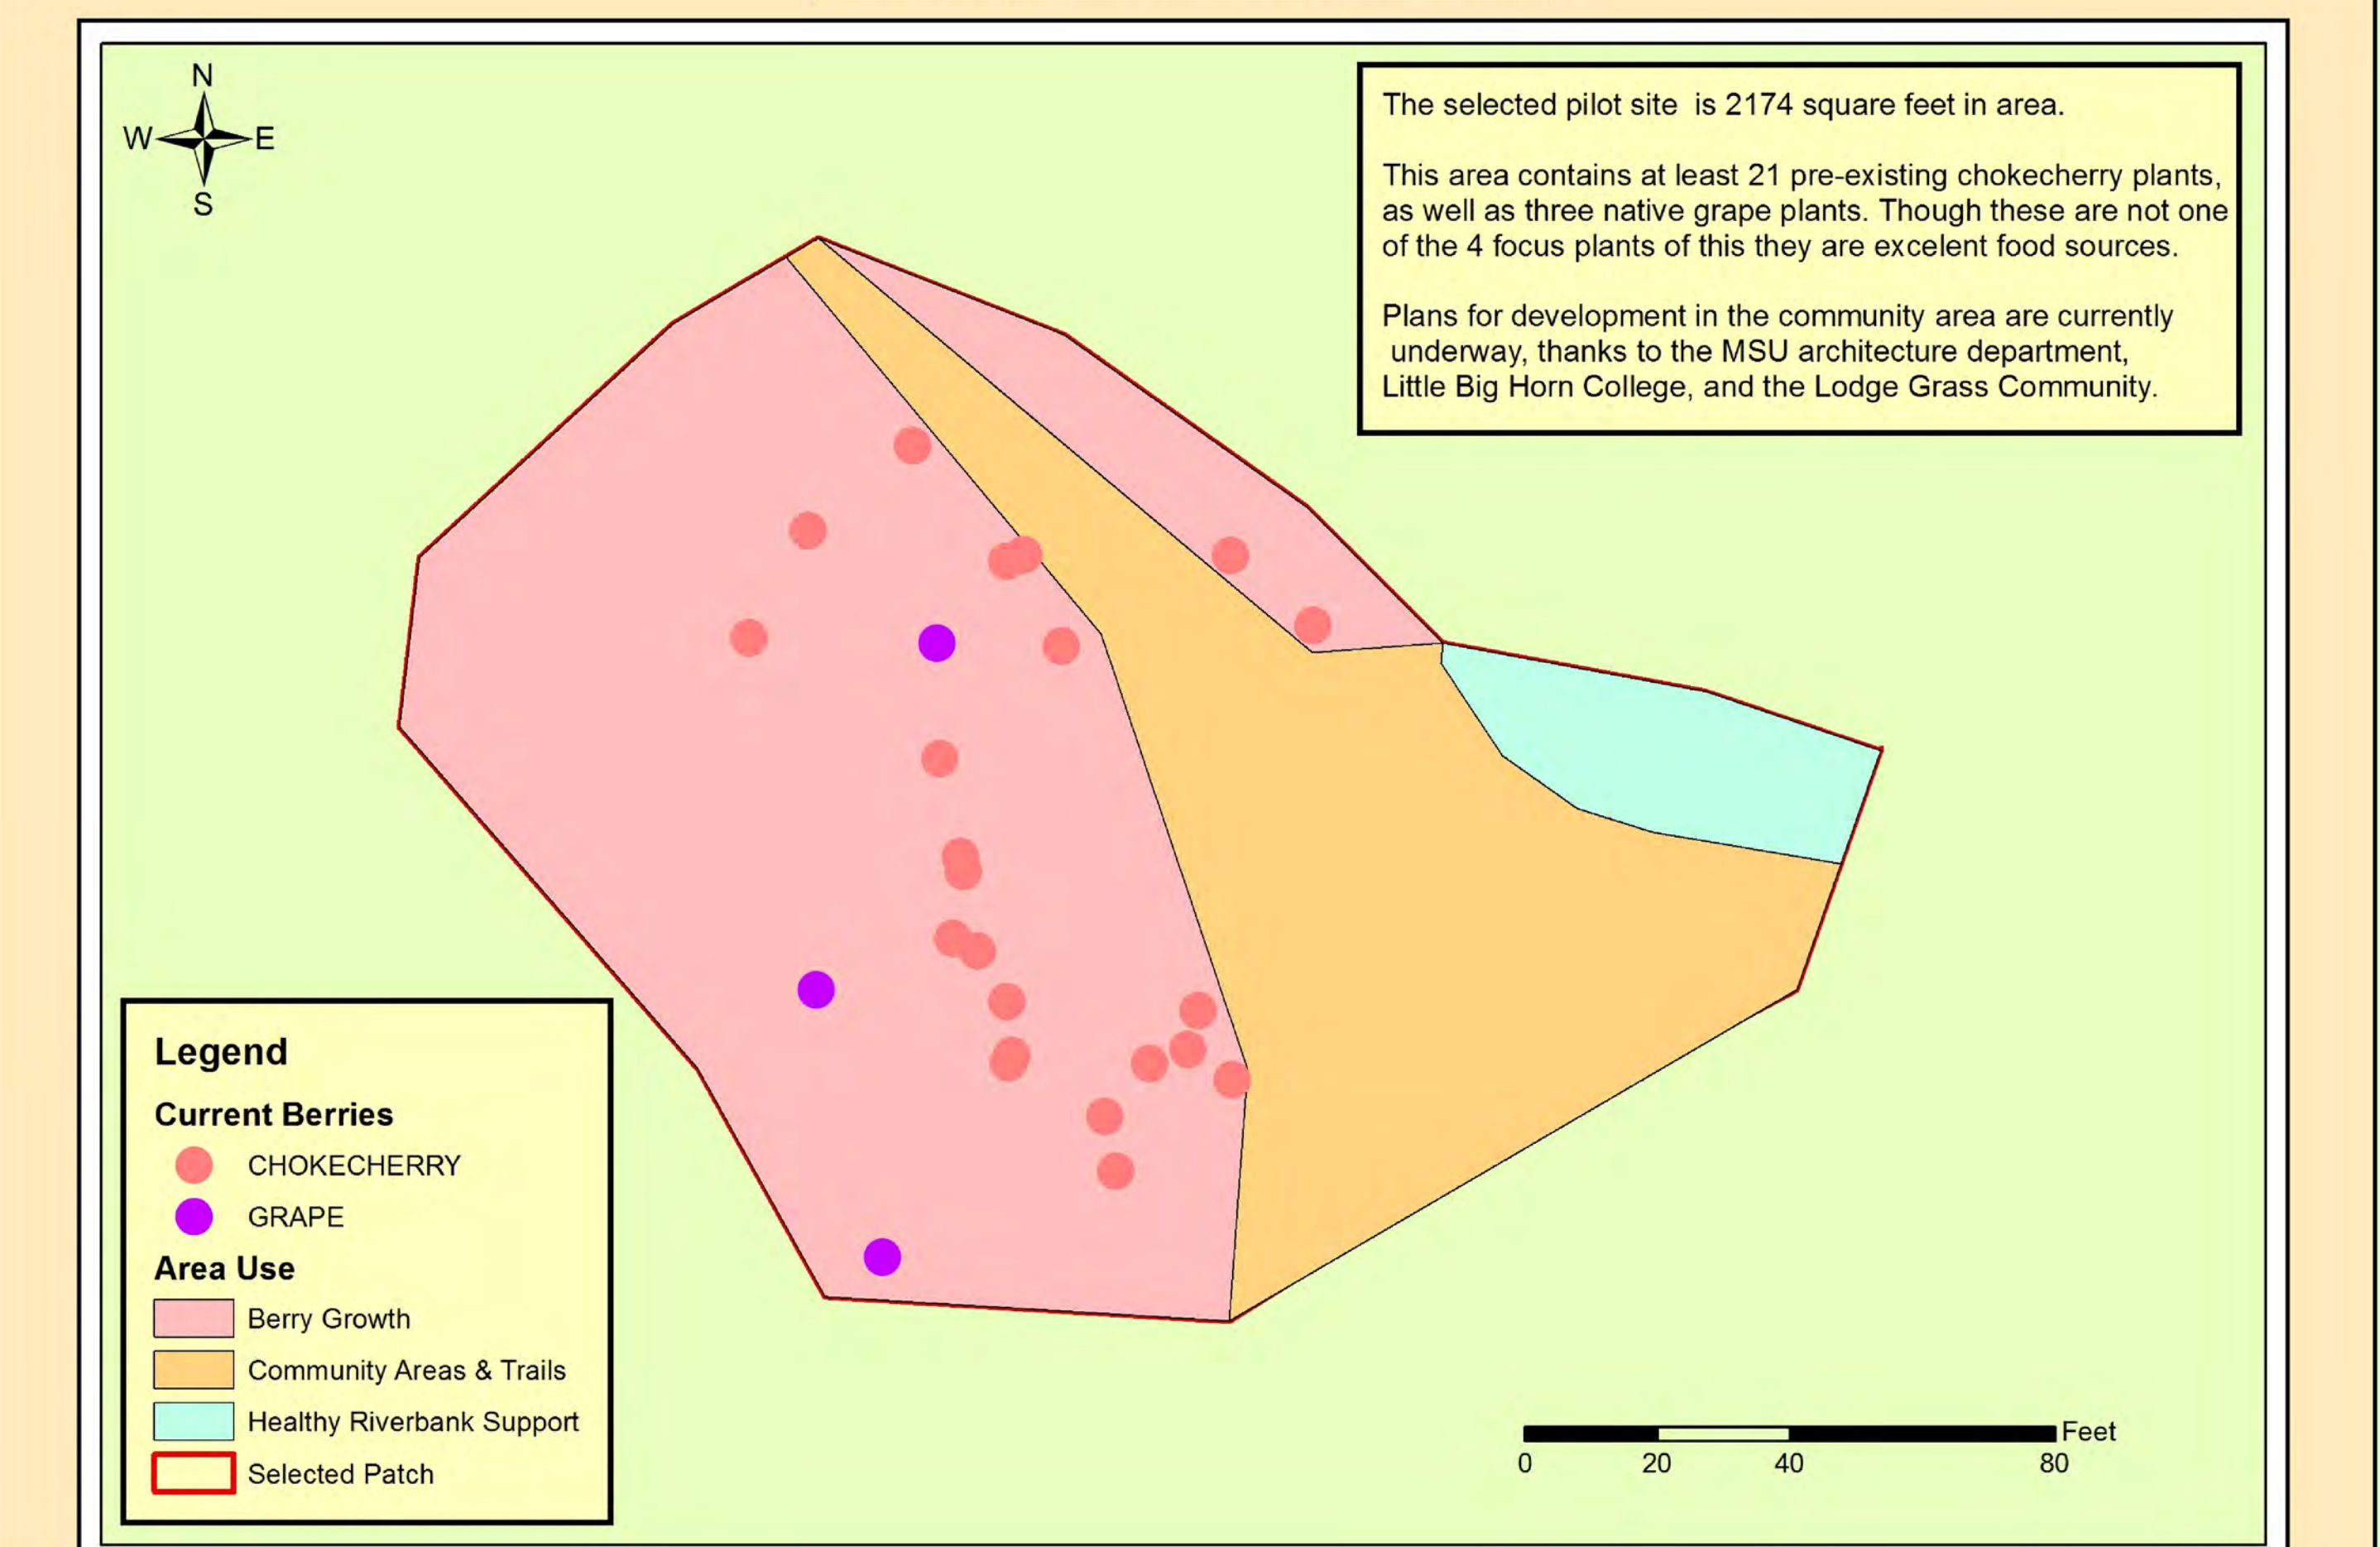 N
W E
S
The selected pilot site is 2174 square feet in area.
This area contains at least 21 pre-existing chokecherry plants,
as well as three native grape plants. Though these are not one
of the 4 focus plants of this they are excelent food sources.
Plans for development in the community area are currently
underway, thanks to the MSU architecture department,
Little Big Horn College, and the Lodge Grass Community.
Legend
Current Berries
CHOKECHERRY
GRAPE
Area Use
Berry Growth
Community Areas & Trails
Healthy Riverbank Support
Selected Patch
Feet
0 20 40 80